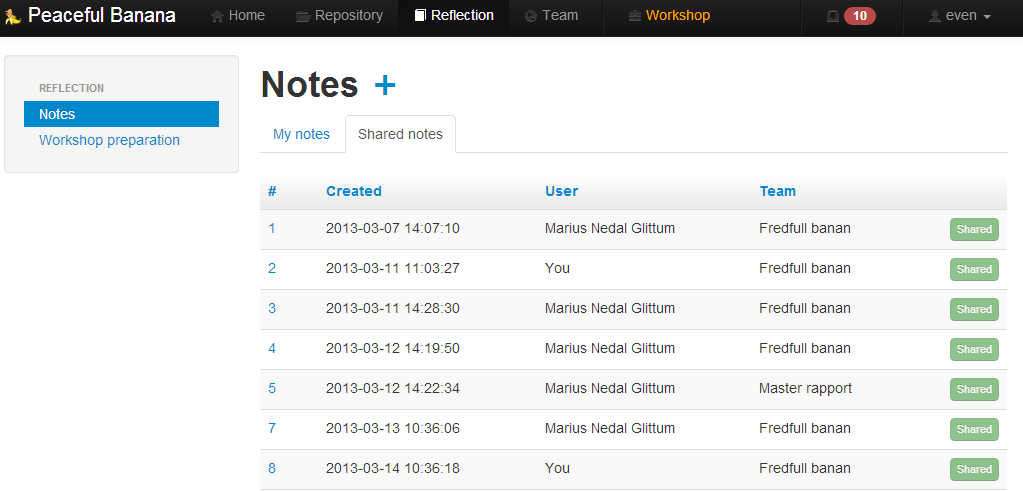 Peaceful Banana Home Repository Reflection Team Workshop 10 even
REFLECTION
Notes
Workshop preparation
Notes +
My notes Shared notes
# Created User Team
1 2013-03-07 14:07:10 Marius Nedal Glittum Fredfull banan Shared
2 2013-03-11 11:03:27 You Fredfull banan Shared
3 2013-03-11 14:28:30 Marius Nedal Glittum Fredfull banan Shared
4 2013-03-12 14:19:50 Marius Nedal Glittum Fredfull banan Shared
5 2013-03-12 14:22:34 Marius Nedal Glittum Master rapport Shared
7 2013-03-13 10:36:06 Marius Nedal Glittum Fredfull banan Shared
8 2013-03-14 10:36:18 You Fredfull banan Shared